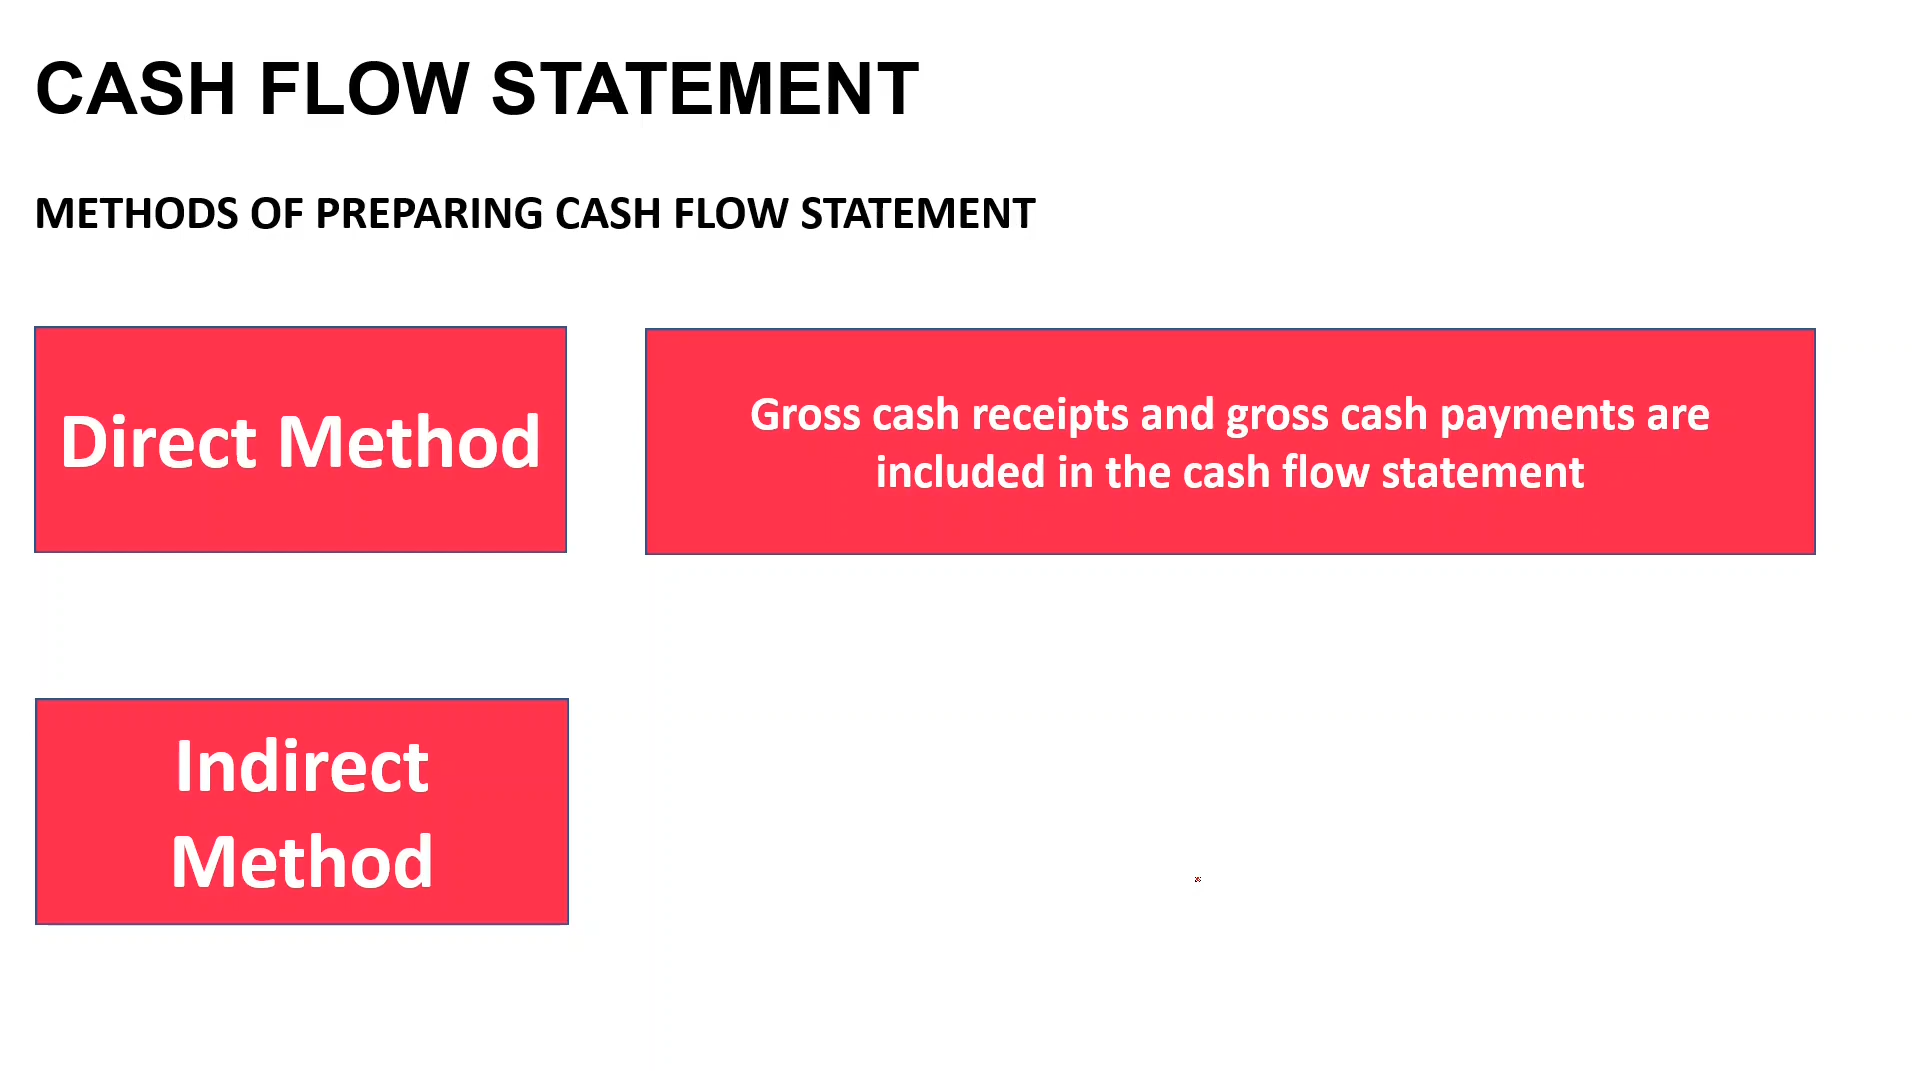 CASH FLOW STATEMENT
METHODS OF PREPARING CASH FLOW STATEMENT
Direct Method
Gross cash receipts and gross cash payments are
included in the cash flow statement
Indirect
Method